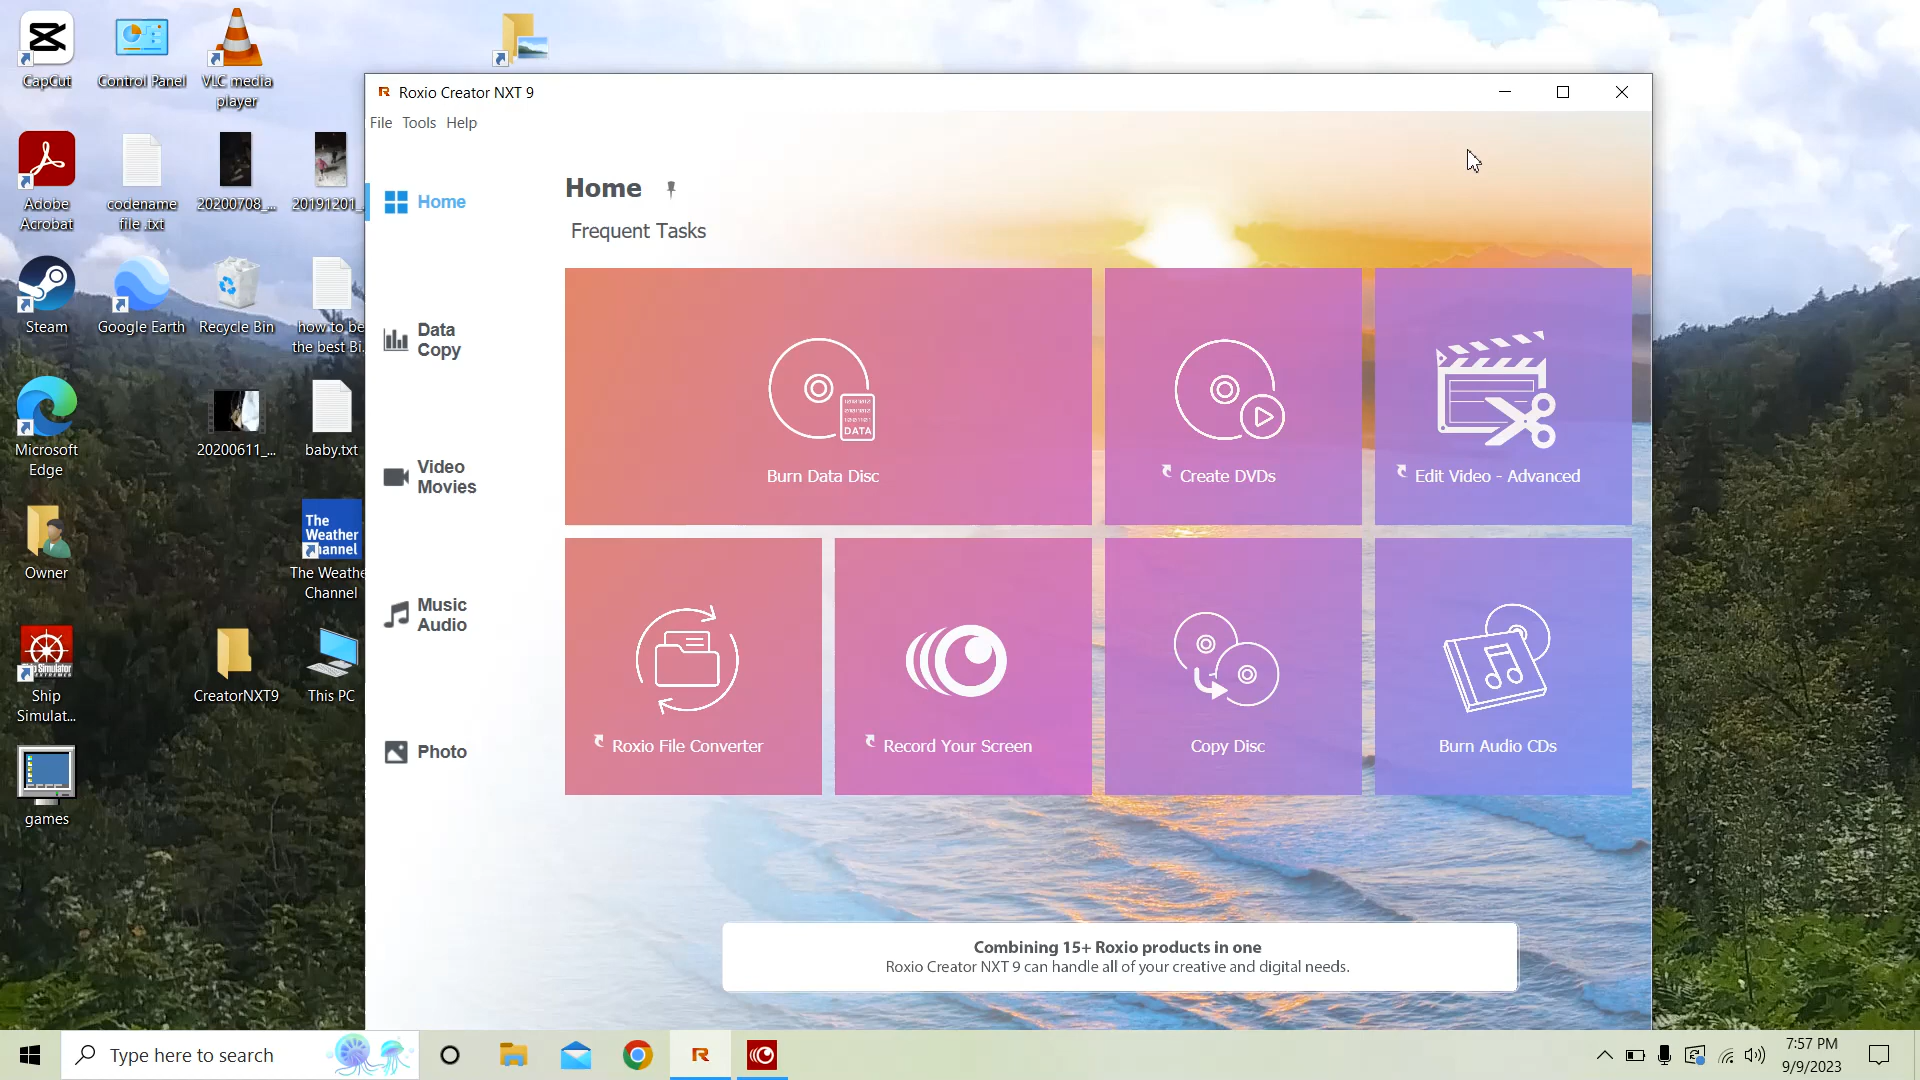 CapCut
Control Panel
VLC media
player
Adobe
Acrobat
codename
file .txt
20200708_...
20191201_
Steam
Google Earth
Recycle Bin
how to be
the best Bi.
Microsoft
Edge
20200611_...
baby.txt
Owner
The
Weather
Channel
The Weathe
Channel
Ship Simulator
EXTREMES
Ship
Simulat...
CreatorNXT9
This PC
games
Roxio Creator NXT 9
File Tools Help
Home
Data
Copy
Video
Movies
Music
Audio
Photo
Home
Frequent Tasks
DATA
Burn Data Disc
Create DVDs
Edit Video - Advanced
Roxio File Converter
Record Your Screen
Copy Disc
Burn Audio CDs
Combining 15+ Roxio products in one
Roxio Creator NXT 9 can handle all of your creative and digital needs.
Type here to search
7:57 PM
9/9/2023